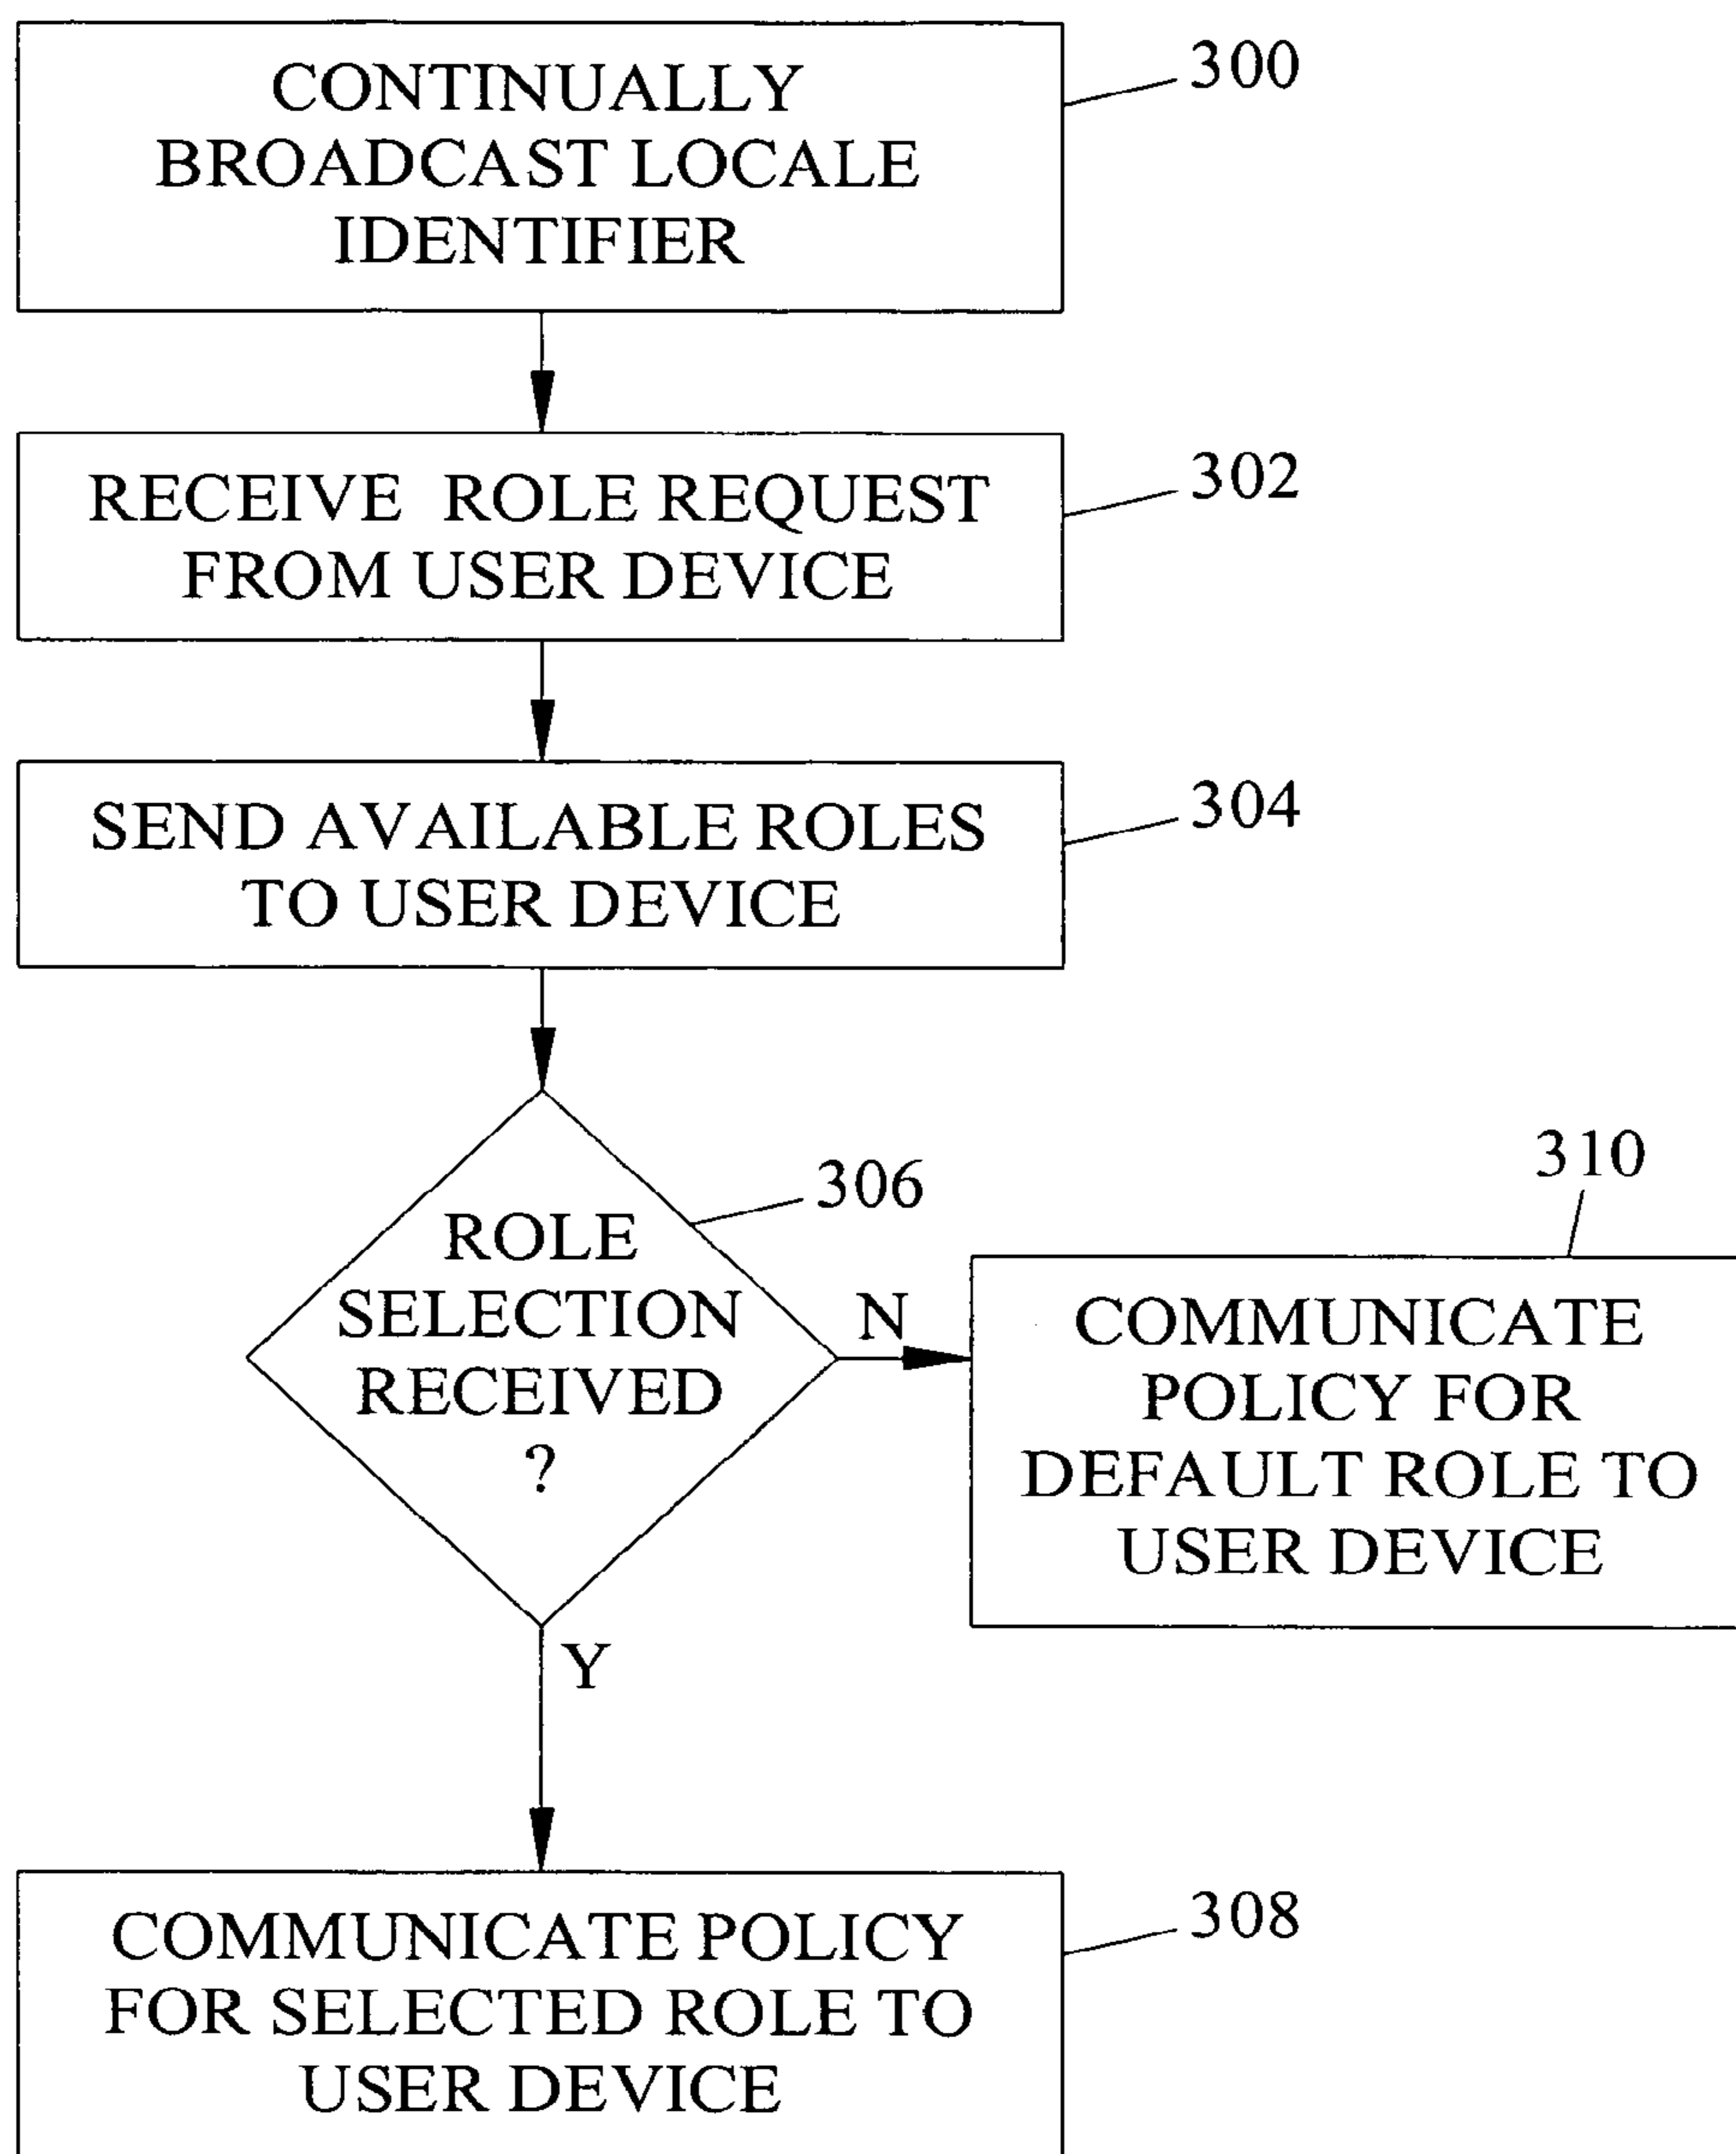 CONTINUALLY
BROADCAST LOCALE
IDENTIFIER
300
RECEIVE ROLE REQUEST
FROM USER DEVICE
302
SEND AVAILABLE ROLES
TO USER DEVICE
304
ROLE
SELECTION
RECEIVED
?
306
N
310
COMMUNICATE
POLICY FOR
DEFAULT ROLE TO
USER DEVICE
Y
COMMUNICATE POLICY
FOR SELECTED ROLE TO
USER DEVICE
308